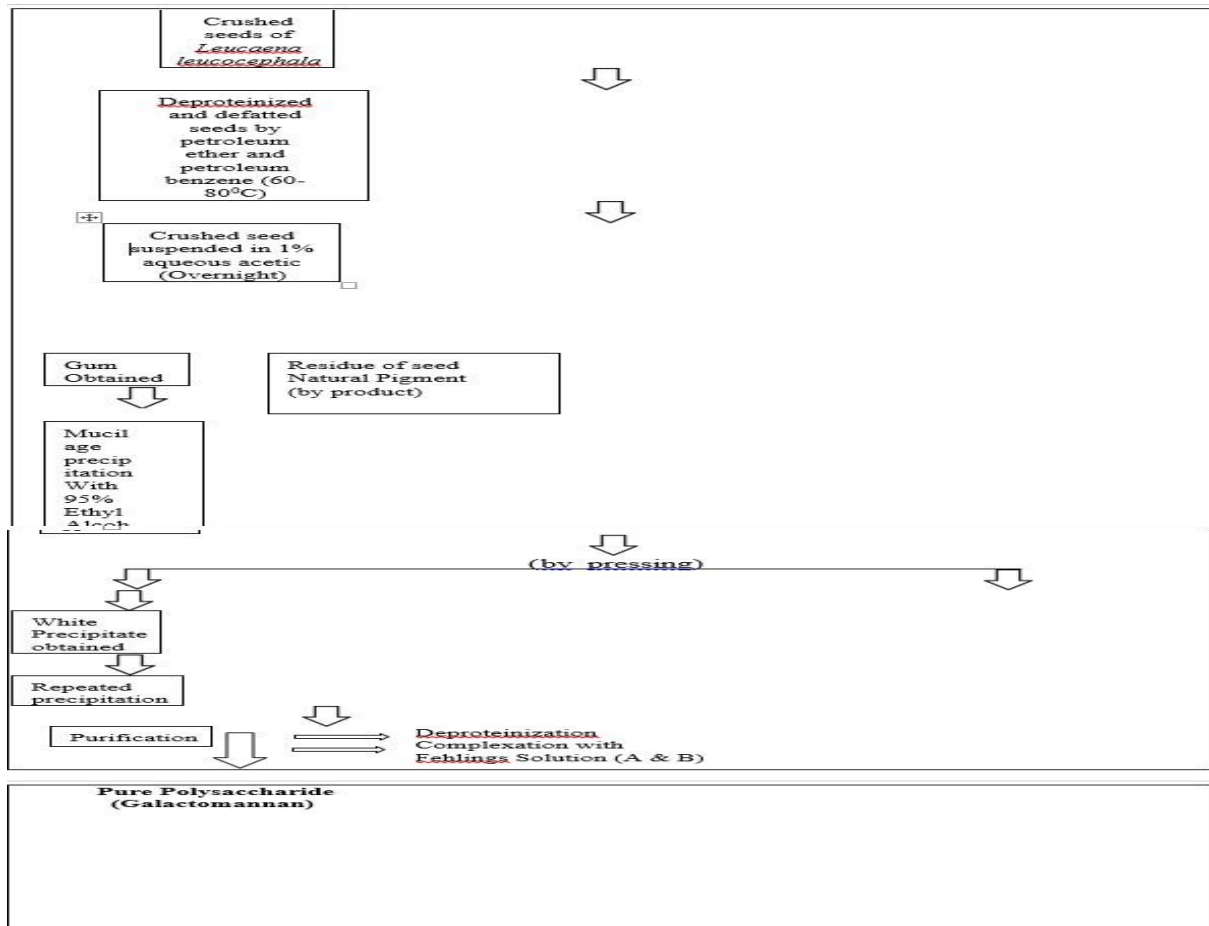 Crushed
seeds of
Leucaena
leucocephala
Deproteinized
and defatted
seeds by
petroleum
ether and
petroleum
benzene (60-
80⁰C)
Crushed seed
suspended in 1%
aqueous acetic
(Overnight)
Gum
Obtained
Residue of seed
Natural Pigment
(by product)
Mucil
age
precip
itation
With
95%
Ethyl
(by pressing)
White
Precipitate
obtained
Repeated
precipitation
Purification
Deproteinization
Complexation with
Fehlings Solution (A & B)
Pure Polysaccharide
(Galactomannan)